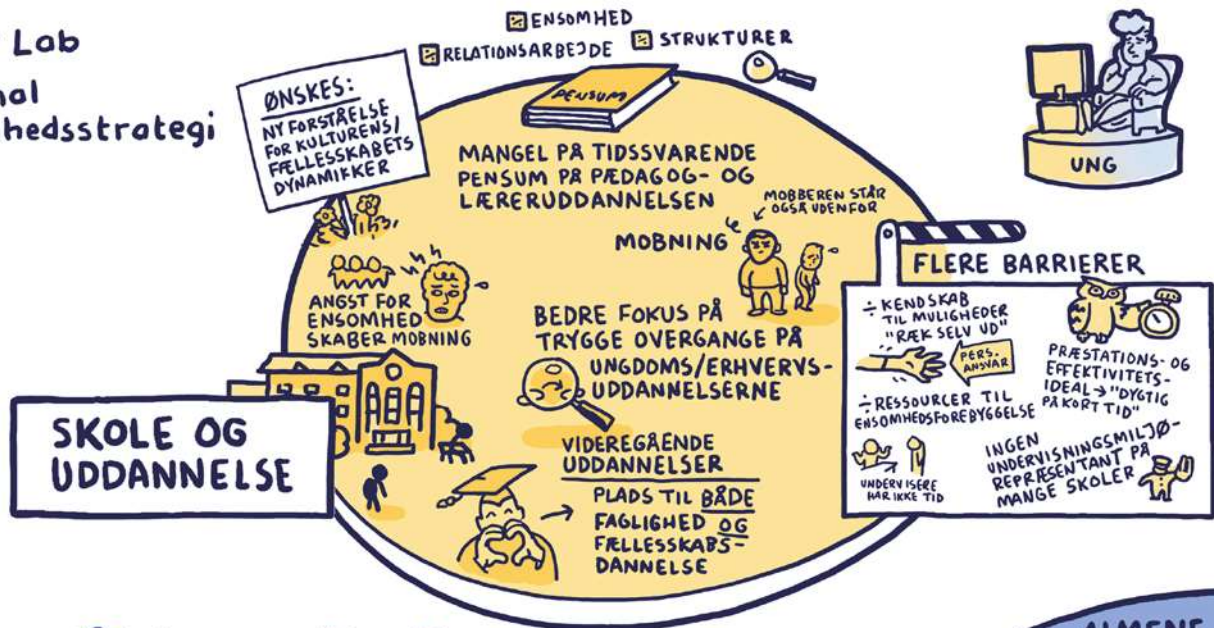 Lab
hedsstrategi
÷ ENSOMHED
÷ RELATIONSARBEJDE
÷ STRUKTURER
PENSUM
ØNSKES:
NY FORSTÅELSE
FOR KULTURENS/
FÆLLESSKABETS
DYNAMIKKER
MANGEL PÅ TIDSSVARENDE
PENSUM PÅ PÆDAGOG- OG
LÆRERUDDANNELSEN
MOBBEREN STÅR
OGSÅ UDENFOR
MOBNING
ANGST FOR
ENSOMHED
SKABER MOBNING
BEDRE FOKUS PÅ
TRYGGE OVERGANGE PÅ
UNGDOMS/ERHVERVS-
UDDANNELSERNE
SKOLE OG
UDDANNELSE
VIDEREGÅENDE
UDDANNELSER
PLADS TIL BÅDE
FAGLIGHED OG
FÆLLESSKABS-
DANNELSE
UNG
FLERE BARRIERER
÷ KENDSKAB
TIL MULIGHEDER
"RÆK SELV UD"
PERS.
ANSVAR
÷ RESSOURCER TIL
ENSOMHEDSFOREBYGGELSE
UNDERVISERE
HAR IKKE TID
PRÆSTATIONS- OG
EFFEKTIVITETS-
IDEAL → "DYGTIG
PÅ KORT TID"
INGEN
UNDERVISNINGSMILJØ-
REPRÆSENTANT PÅ
MANGE SKOLER
ALMENE